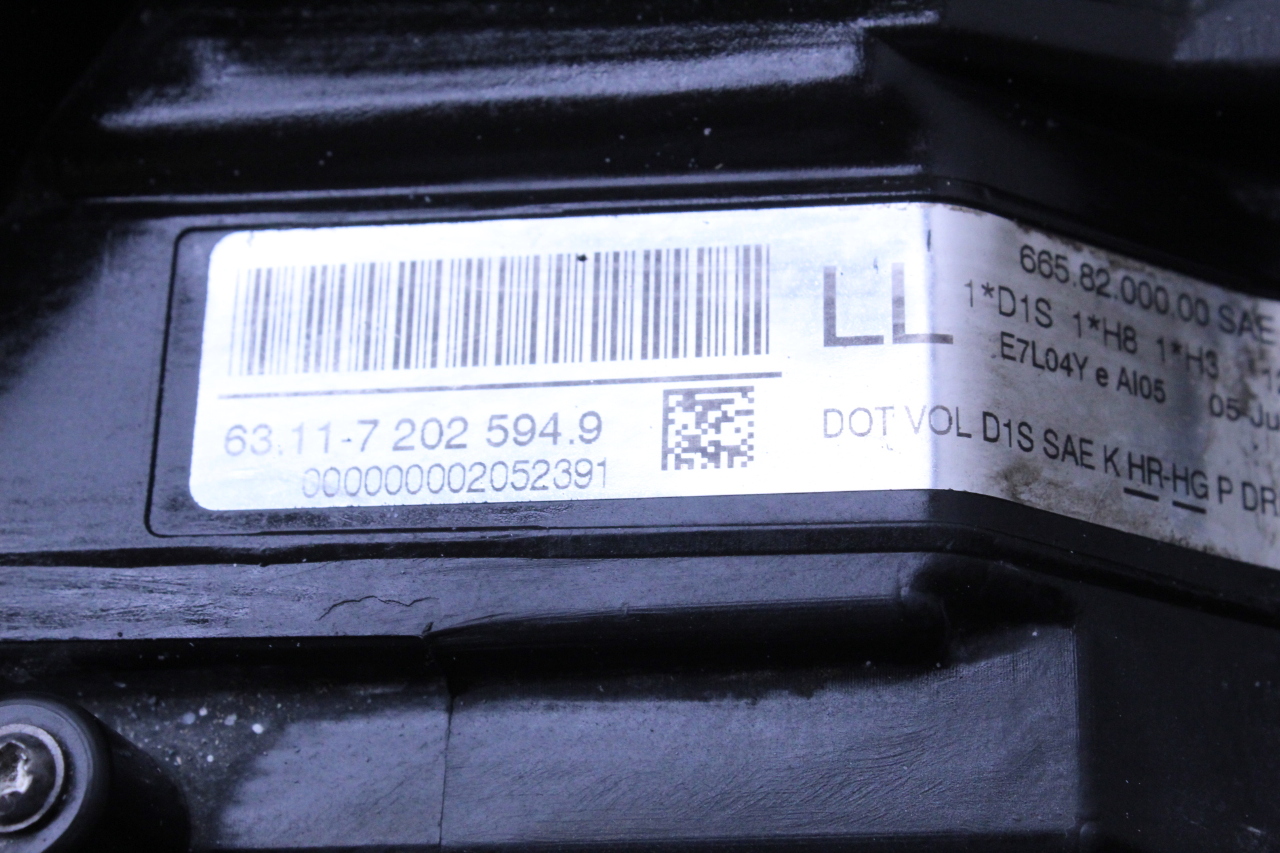 LL
63.11-7 202 594.9
000000002052391
665.82.000.00 SAE
1*D1S 1*H8 1*H3
E7L04Y e AI05
DOT VOL D1S SAE K HR-HG P DR